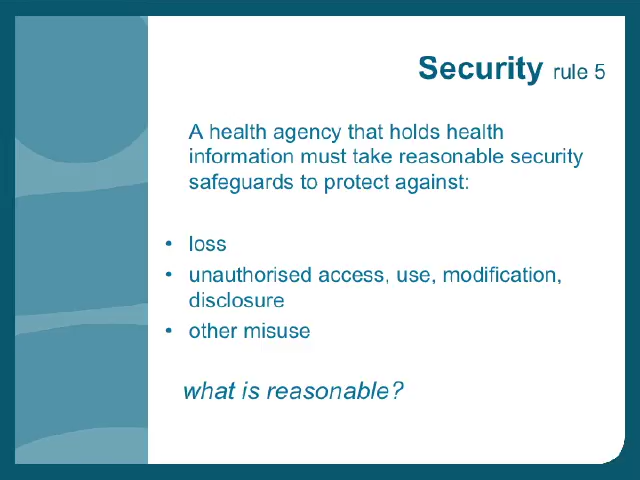 Security rule 5
A health agency that holds health
information must take reasonable security
safeguards to protect against:
• loss
• unauthorised access, use, modification,
disclosure
• other misuse
what is reasonable?